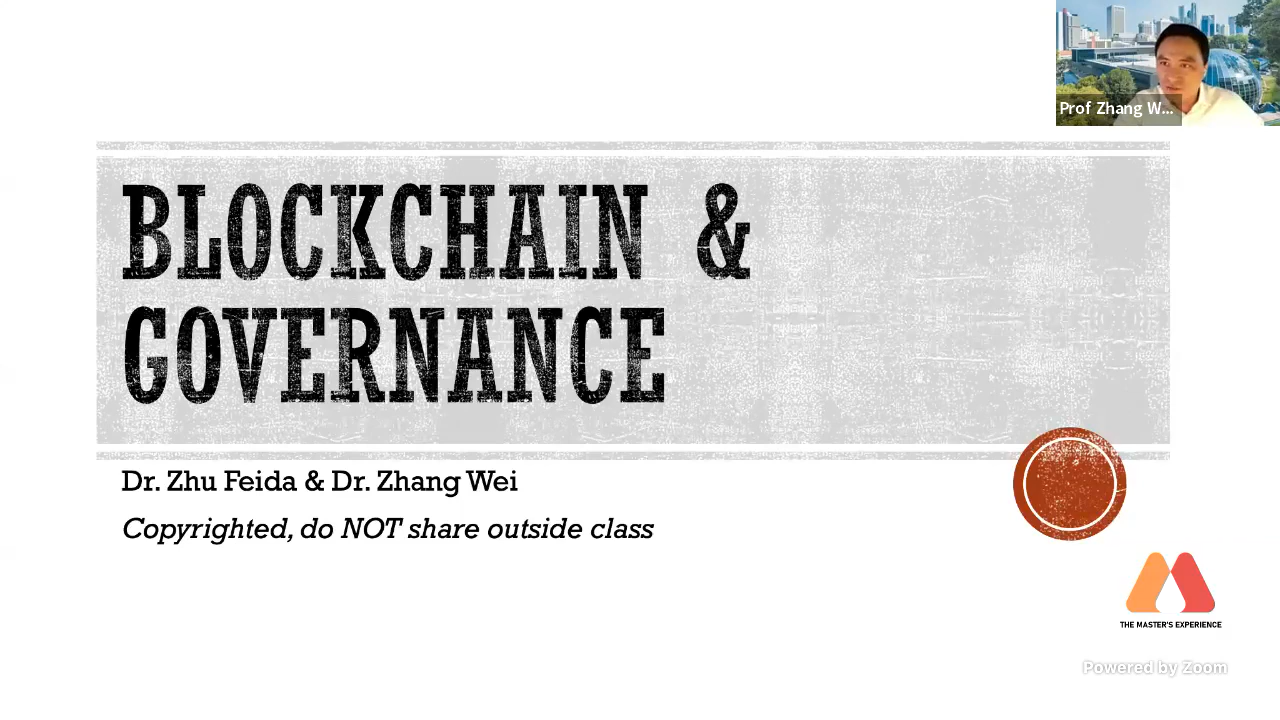 Prof Zhang W...
BLOCKCHAIN &
GOVERNANCE
Dr. Zhu Feida & Dr. Zhang Wei
Copyrighted, do NOT share outside class
THE MASTER'S EXPERIENCE
Powered by Zoom